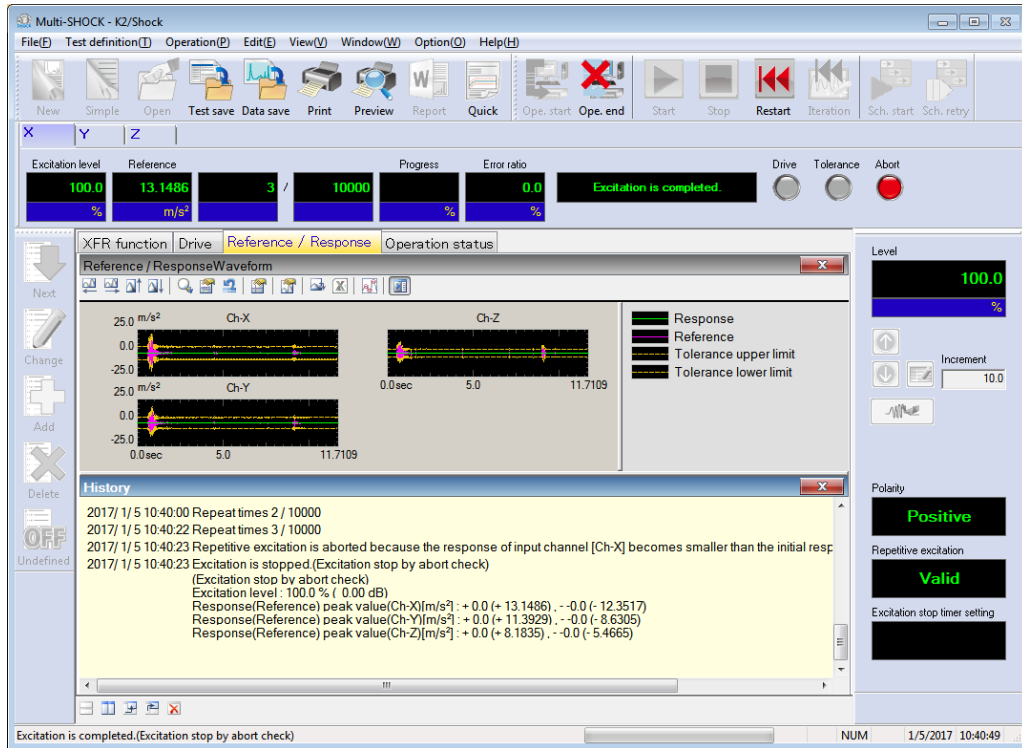 Multi-SHOCK - K2/Shock
File(F) Test definition(T) Operation(P) Edit(E) View(V) Window(W) Option(O) Help(H)
New Simple Open Test save Data save Print Preview Report Quick Ope. start Ope. end Start Stop Restart Iteration Sch. start Sch. retry
X Y Z
Excitation level Reference Progress Error ratio Drive Tolerance Abort
100.0 13.1486 3 / 10000 0.0 Excitation is completed.
% m/s² % %
XFR function Drive Reference / Response Operation status
Reference / ResponseWaveform
Next
Change
Add
Delete
OFF
Undefined
25.0 m/s² Ch-X
0.0
-25.0
Ch-Z
0.0sec 5.0 11.7109
25.0 m/s² Ch-Y
0.0
-25.0
0.0sec 5.0 11.7109
Response
Reference
Tolerance upper limit
Tolerance lower limit
History
2017/ 1/ 5 10:40:00 Repeat times 2 / 10000
2017/ 1/ 5 10:40:22 Repeat times 3 / 10000
2017/ 1/ 5 10:40:23 Repetitive excitation is aborted because the response of input channel [Ch-X] becomes smaller than the initial resp
2017/ 1/ 5 10:40:23 Excitation is stopped.(Excitation stop by abort check)
(Excitation stop by abort check)
Excitation level : 100.0 % ( 0.00 dB)
Response(Reference) peak value(Ch-X)[m/s²] : + 0.0 (+ 13.1486) , - -0.0 (- 12.3517)
Response(Reference) peak value(Ch-Y)[m/s²] : + 0.0 (+ 11.3929) , - -0.0 (- 8.6305)
Response(Reference) peak value(Ch-Z)[m/s²] : + 0.0 (+ 8.1835) , - -0.0 (- 5.4665)
Level
100.0
%
Increment
10.0
Polarity
Positive
Repetitive excitation
Valid
Excitation stop timer setting
Excitation is completed.(Excitation stop by abort check) NUM 1/5/2017 10:40:49